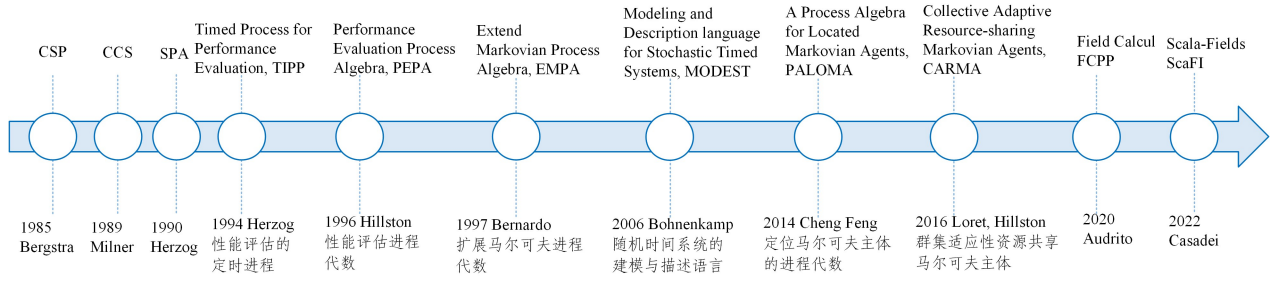 CSP
CCS
SPA
Timed Process for
Performance
Evaluation, TIPP
Performance
Evaluation Process
Algebra, PEPA
Extend
Markovian Process
Algebra, EMPA
Modeling and
Description language
for Stochastic Timed
Systems, MODEST
A Process Algebra
for Located
Markovian Agents,
PALOMA
Collective Adaptive
Resource-sharing
Markovian Agents,
CARMA
Field Calcul
FCPP
Scala-Fields
ScaFI
1985
Bergstra
1989
Milner
1990
Herzog
1994 Herzog
性能评估的
定时进程
1996 Hillston
性能评估进程
代数
1997 Bernardo
扩展马尔可夫进程
代数
2006 Bohnenkamp
随机时间系统的
建模与描述语言
2014 Cheng Feng
定位马尔可夫主体
的进程代数
2016 Loret, Hillston
群集适应性资源共享
马尔可夫主体
2020
Audrito
2022
Casadei